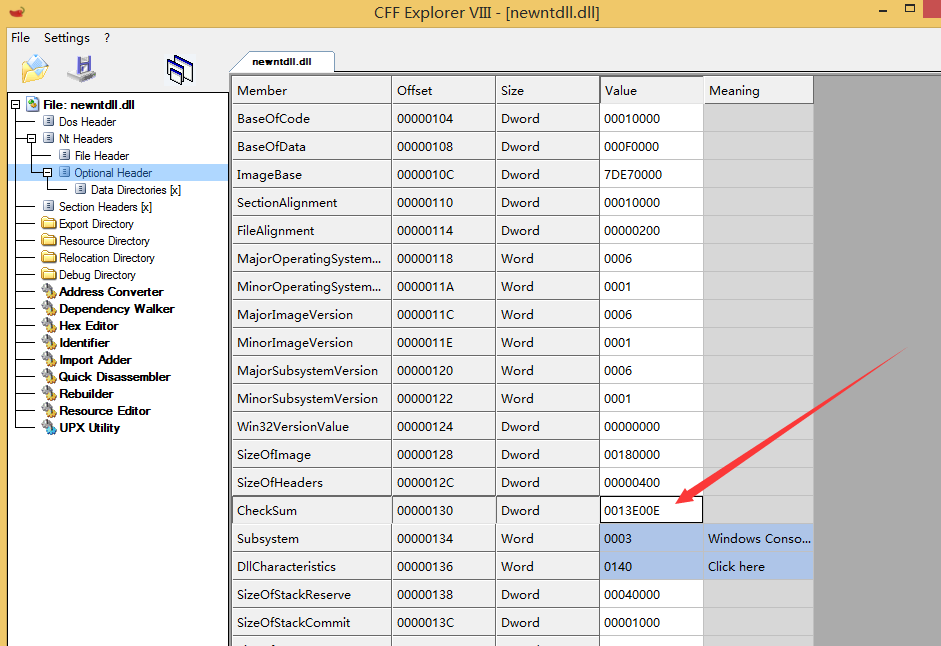 CFF Explorer VIII - [newntdll.dll]
File Settings ?
newntdll.dll
File: newntdll.dll
Dos Header
Nt Headers
File Header
Optional Header
Data Directories [x]
Section Headers [x]
Export Directory
Resource Directory
Relocation Directory
Debug Directory
Address Converter
Dependency Walker
Hex Editor
Identifier
Import Adder
Quick Disassembler
Rebuilder
Resource Editor
UPX Utility
Member Offset Size Value Meaning
BaseOfCode 00000104 Dword 00010000
BaseOfData 00000108 Dword 000F0000
ImageBase 0000010C Dword 7DE70000
SectionAlignment 00000110 Dword 00010000
FileAlignment 00000114 Dword 00000200
MajorOperatingSystem... 00000118 Word 0006
MinorOperatingSystem... 0000011A Word 0001
MajorImageVersion 0000011C Word 0006
MinorImageVersion 0000011E Word 0001
MajorSubsystemVersion 00000120 Word 0006
MinorSubsystemVersion 00000122 Word 0001
Win32VersionValue 00000124 Dword 00000000
SizeOfImage 00000128 Dword 00180000
SizeOfHeaders 0000012C Dword 00000400
CheckSum 00000130 Dword 0013E00E
Subsystem 00000134 Word 0003 Windows Conso...
DllCharacteristics 00000136 Word 0140 Click here
SizeOfStackReserve 00000138 Dword 00040000
SizeOfStackCommit 0000013C Dword 00001000